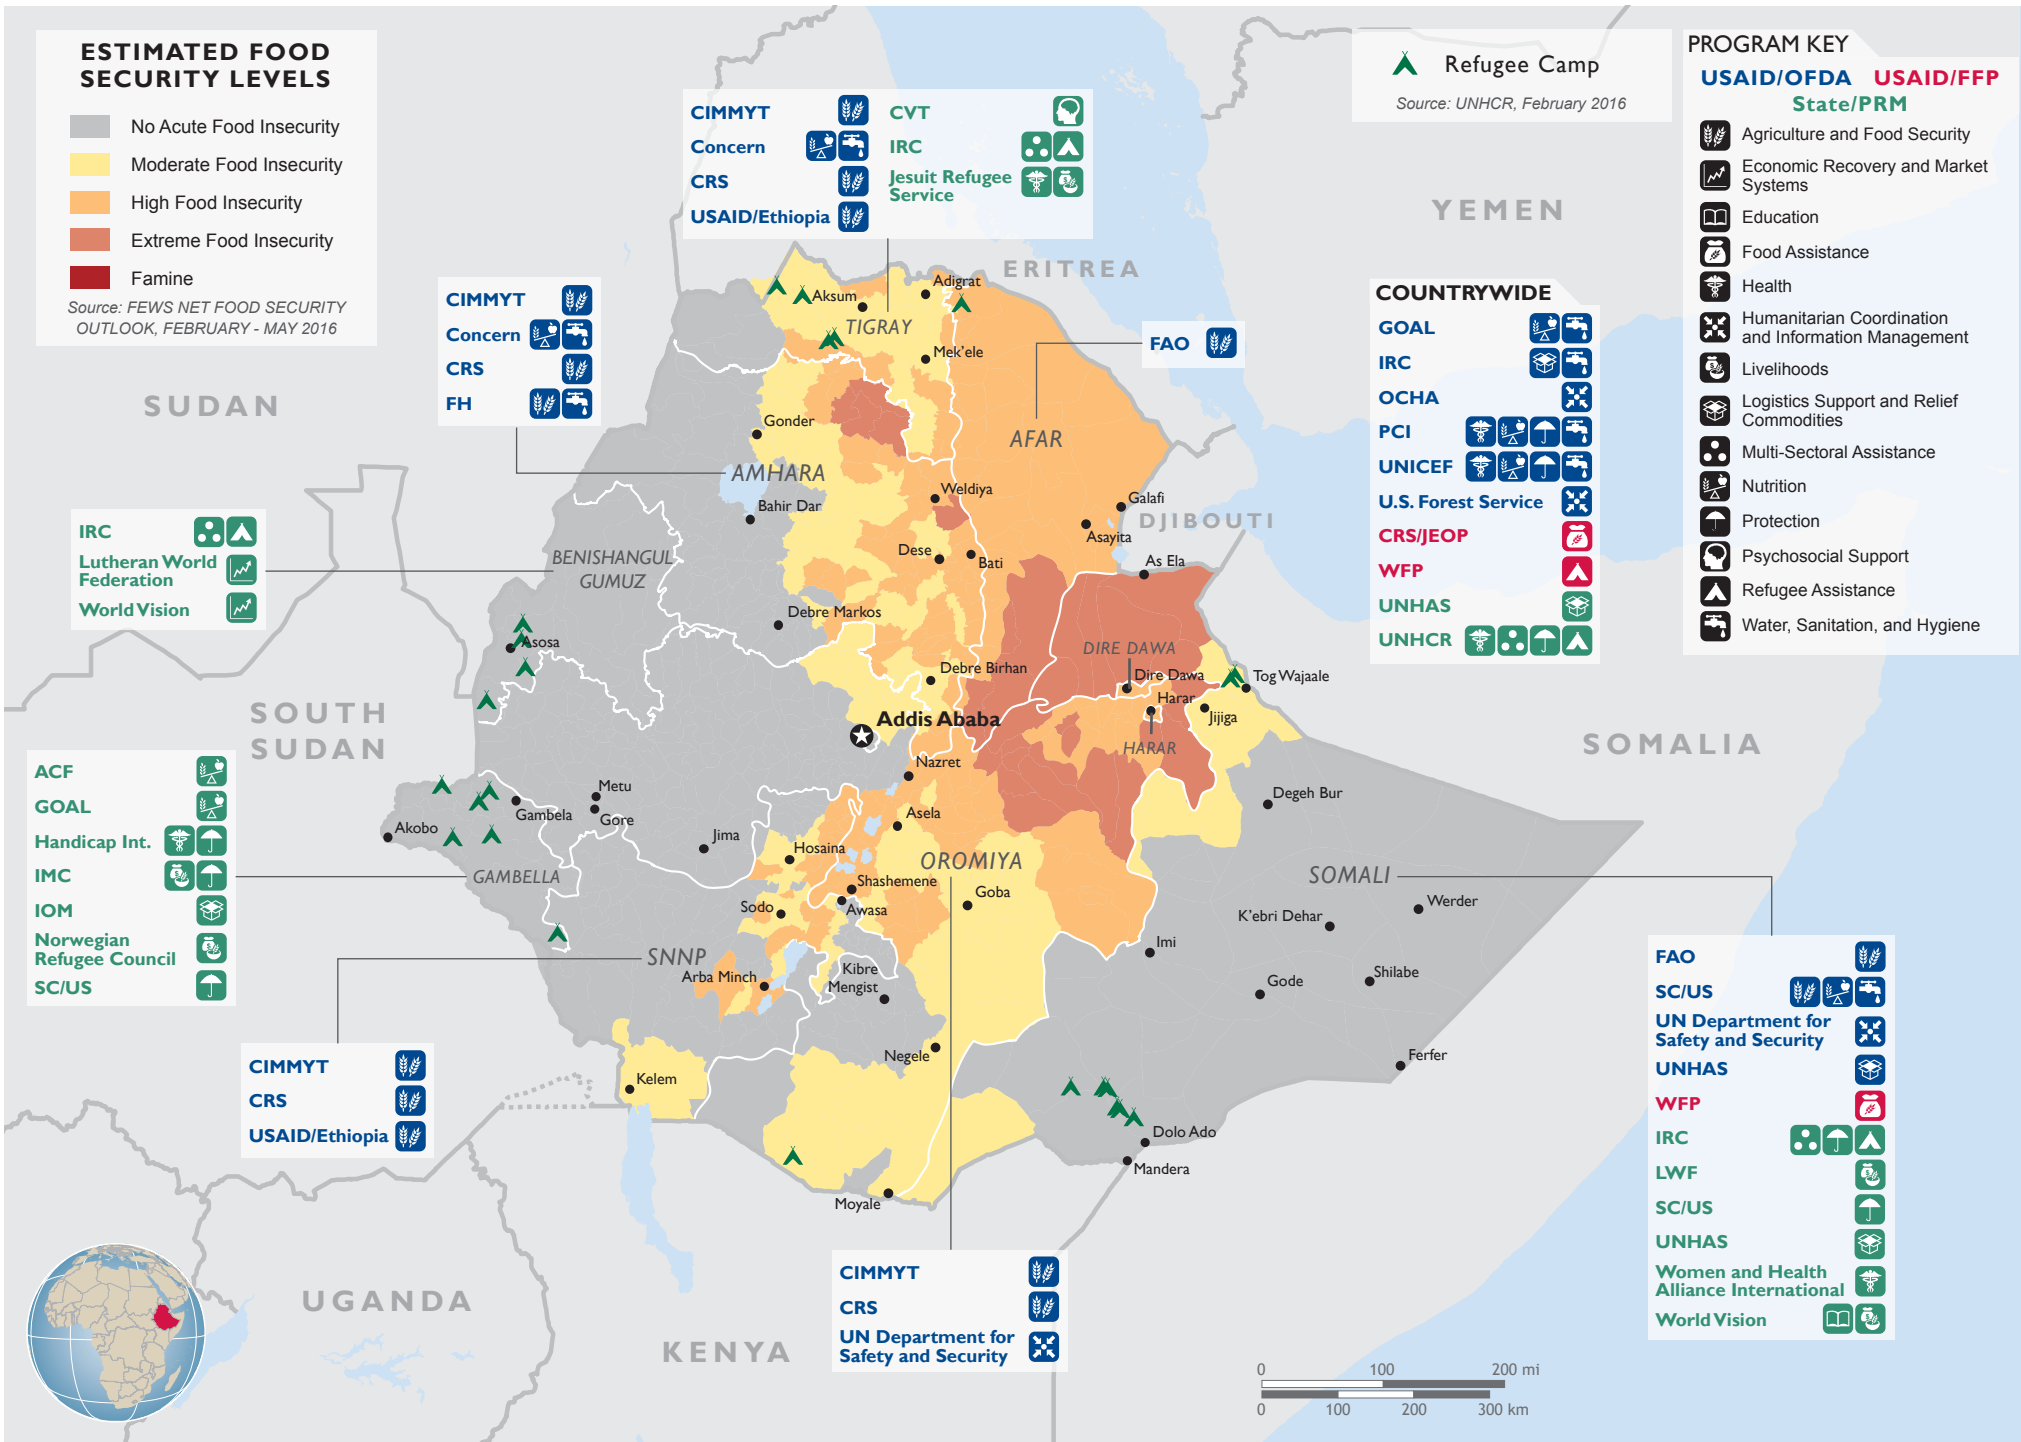 ESTIMATED FOOD
SECURITY LEVELS
No Acute Food Insecurity
Moderate Food Insecurity
High Food Insecurity
Extreme Food Insecurity
Famine
Source: FEWS NET FOOD SECURITY
OUTLOOK, FEBRUARY - MAY 2016
CIMMYT
Concern
CRS
USAID/Ethiopia
CVT
IRC
Jesuit Refugee
Service
Refugee Camp
Source: UNHCR, February 2016
PROGRAM KEY
USAID/OFDA USAID/FFP
State/PRM
Agriculture and Food Security
Economic Recovery and Market
Systems
Education
Food Assistance
Health
Humanitarian Coordination
and Information Management
Livelihoods
Logistics Support and Relief
Commodities
Multi-Sectoral Assistance
Nutrition
Protection
Psychosocial Support
Refugee Assistance
Water, Sanitation, and Hygiene
COUNTRYWIDE
GOAL
IRC
OCHA
PCI
UNICEF
U.S. Forest Service
CRS/JEOP
WFP
UNHAS
UNHCR
CIMMYT
Concern
CRS
FH
FAO
IRC
Lutheran World
Federation
World Vision
ACF
GOAL
Handicap Int.
IMC
IOM
Norwegian
Refugee Council
SC/US
CIMMYT
CRS
USAID/Ethiopia
CIMMYT
CRS
UN Department for
Safety and Security
FAO
SC/US
UN Department for
Safety and Security
UNHAS
WFP
IRC
LWF
SC/US
UNHAS
Women and Health
Alliance International
World Vision
YEMEN
ERITREA
SUDAN
DJIBOUTI
SOUTH
SUDAN
SOMALIA
UGANDA
KENYA
TIGRAY
AFAR
AMHARA
BENISHANGUL
GUMUZ
DIRE DAWA
HARAR
OROMIYA
SOMALI
GAMBELLA
SNNP
Adigrat
Aksum
Mek'ele
Gonder
Weldiya
Galafi
Bahir Dar
Asayita
Dese
Bati
As Ela
Debre Markos
Asosa
Debre Birhan
Dire Dawa
Tog Wajaale
Harar
Jijiga
Addis Ababa
Nazret
Metu
Gore
Gambela
Degeh Bur
Akobo
Asela
Jima
Hosaina
Shashemene
Goba
Sodo
Awasa
Werder
K'ebri Dehar
Imi
Kibre
Mengist
Arba Minch
Gode
Shilabe
Negele
Ferfer
Kelem
Dolo Ado
Mandera
Moyale
0 100 200 mi
0 100 200 300 km